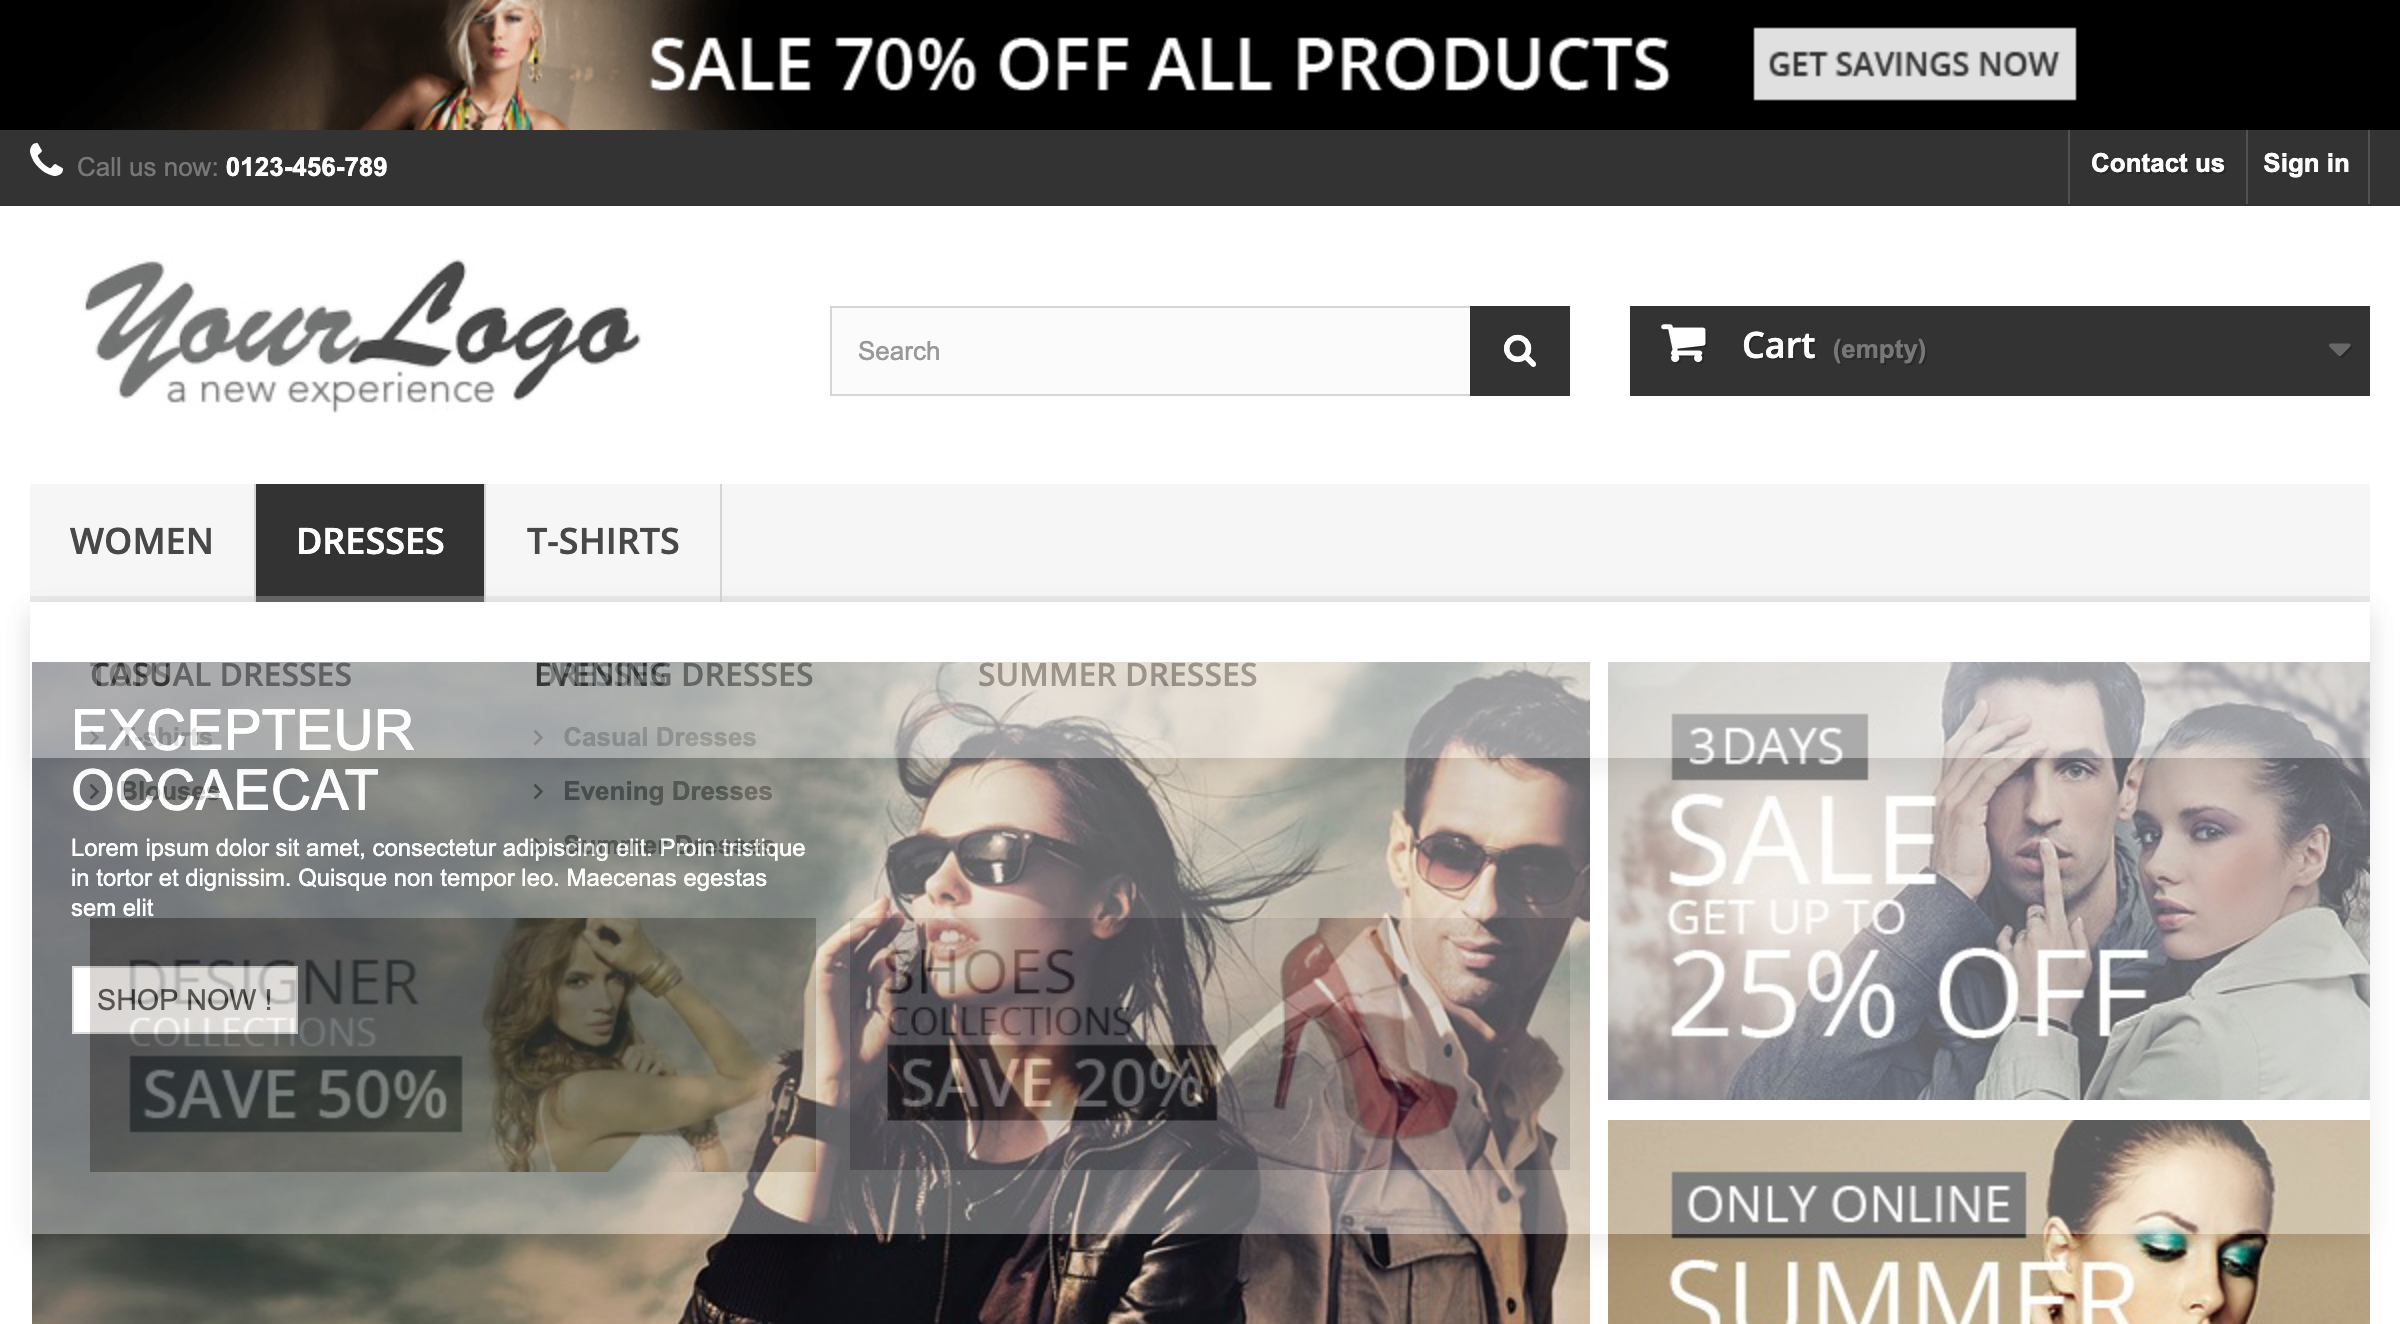 SALE 70% OFF ALL PRODUCTS
GET SAVINGS NOW
Call us now: 0123-456-789
Contact us
Sign in
YourLogo
a new experience
Search
Cart (empty)
WOMEN
DRESSES
T-SHIRTS
CASUAL DRESSES
EVENING DRESSES
SUMMER DRESSES
EXCEPTEUR
OCCAECAT
T-shirts
Blouses
Casual Dresses
Evening Dresses
Summer Dresses
Lorem ipsum dolor sit amet, consectetur adipiscing elit. Proin tristique
in tortor et dignissim. Quisque non tempor leo. Maecenas egestas
sem elit
SHOP NOW !
DESIGNER
COLLECTIONS
SAVE 50%
SHOES
COLLECTIONS
SAVE 20%
3 DAYS
SALE
GET UP TO
25% OFF
ONLY ONLINE
SUMMER